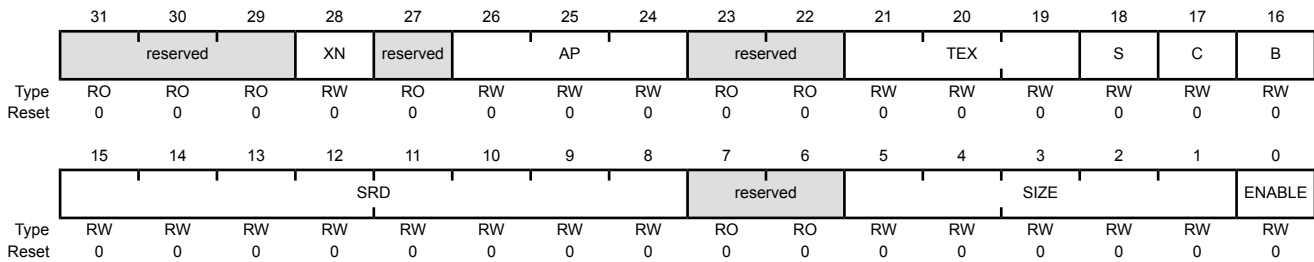 31 30 29 28 27 26 25 24 23 22 21 20 19 18 17 16
reserved XN reserved AP reserved TEX S C B
Type RO RO RO RW RO RW RW RW RO RO RW RW RW RW RW RW
Reset 0 0 0 0 0 0 0 0 0 0 0 0 0 0 0 0
15 14 13 12 11 10 9 8 7 6 5 4 3 2 1 0
SRD reserved SIZE ENABLE
Type RW RW RW RW RW RW RW RW RO RO RW RW RW RW RW RW
Reset 0 0 0 0 0 0 0 0 0 0 0 0 0 0 0 0